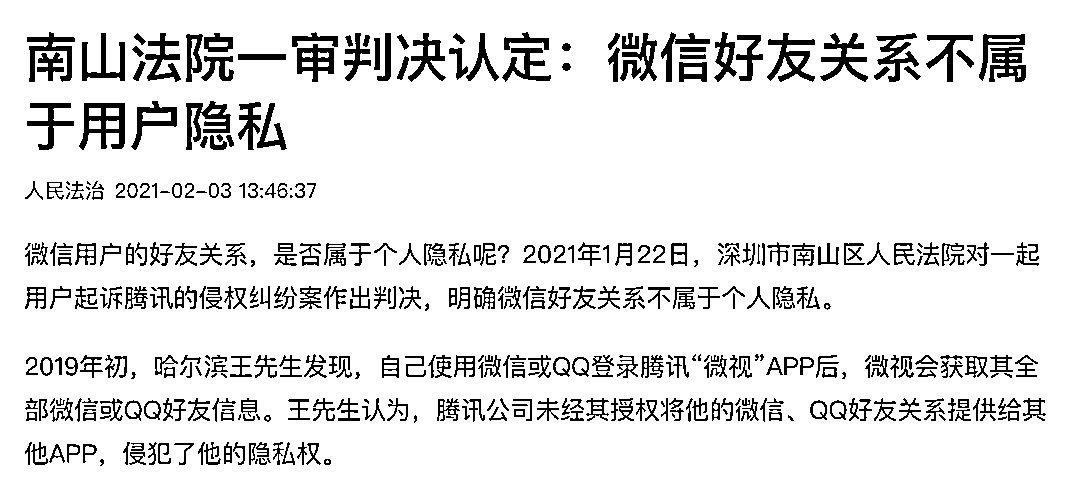 南山法院一审判决认定：微信好友关系不属
于用户隐私
人民法治 2021-02-03 13:46:37
微信用户的好友关系，是否属于个人隐私呢？2021年1月22日，深圳市南山区人民法院对一起
用户起诉腾讯的侵权纠纷案作出判决，明确微信好友关系不属于个人隐私。
2019年初，哈尔滨王先生发现，自己使用微信或QQ登录腾讯“微视”APP后，微视会获取其全
部微信或QQ好友信息。王先生认为，腾讯公司未经其授权将他的微信、QQ好友关系提供给其
他APP，侵犯了他的隐私权。